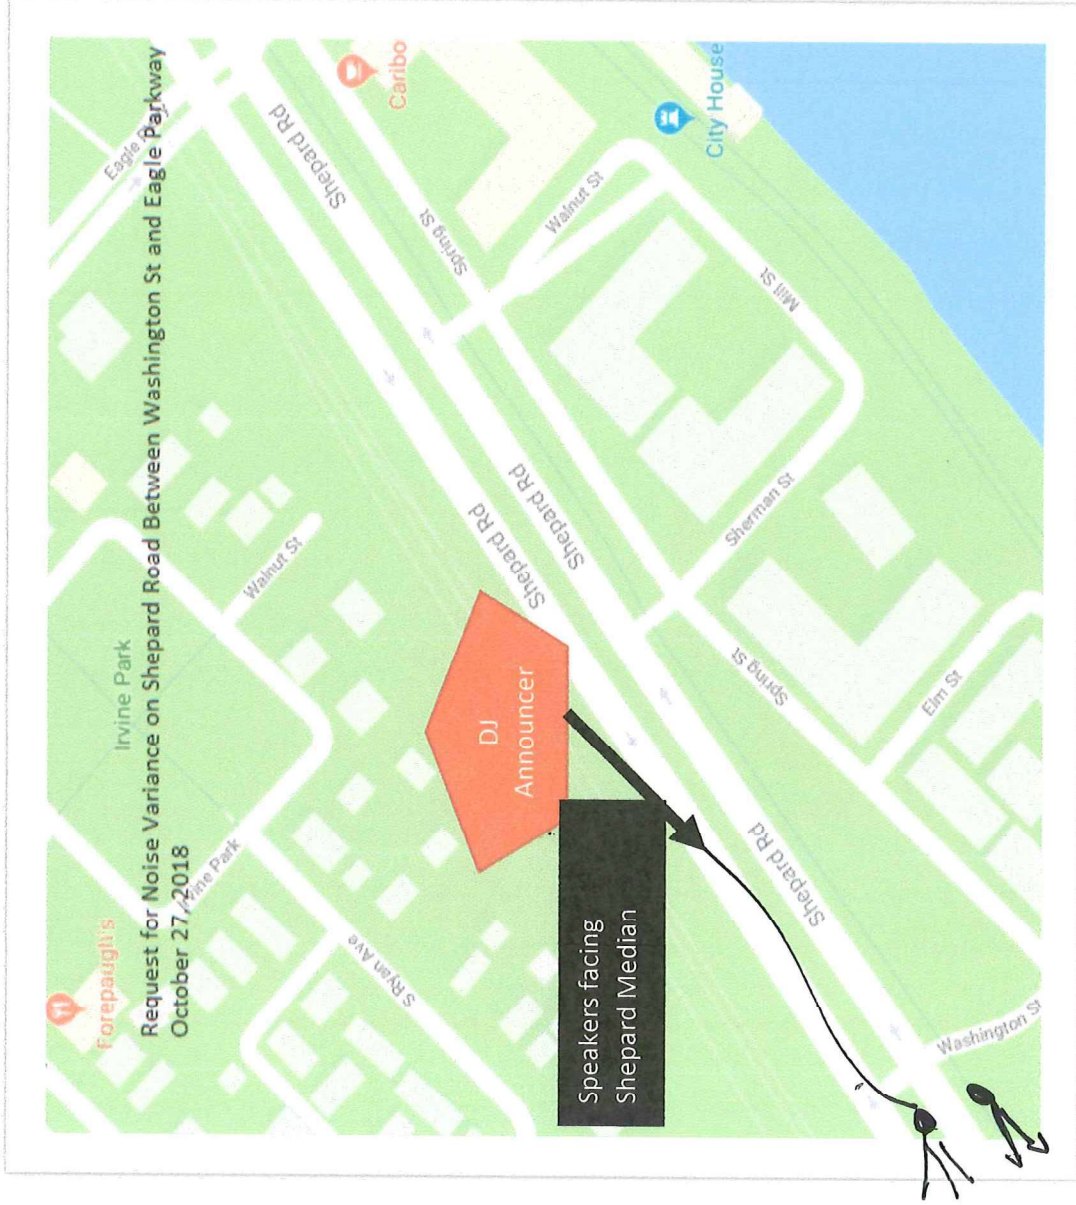 Request for Noise Variance on Shepard Road Between Washington St and Eagle Parkway
October 27, 2018
Forepaugh's
Irvine Park
Irvine Park
S Ryan Ave
Walnut St
Eagle
Caribo
City House
Shepard Rd
Spring St
Walnut St
Mill St
Shepard Rd
Shepard Rd
Sherman St
DJ
Announcer
Spring St
Elm St
Speakers facing
Shepard Median
Shepard Rd
Washington St